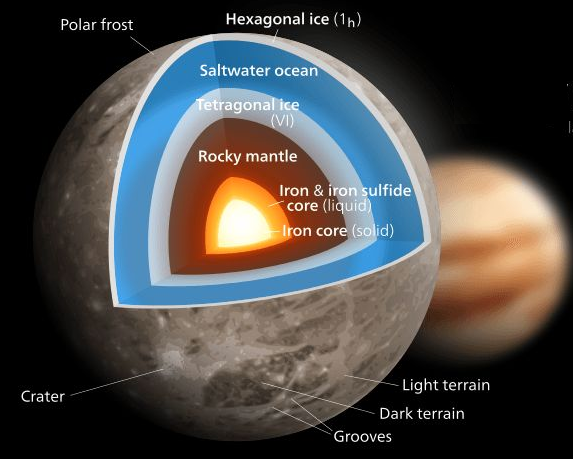 Hexagonal ice (1h)
Polar frost
Saltwater ocean
Tetragonal ice
(VI)
Rocky mantle
Iron & iron sulfide
core (liquid)
Iron core (solid)
Light terrain
Crater
Dark terrain
Grooves